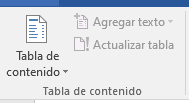 Tabla de
contenido
Agregar texto
Actualizar tabla
Tabla de contenido